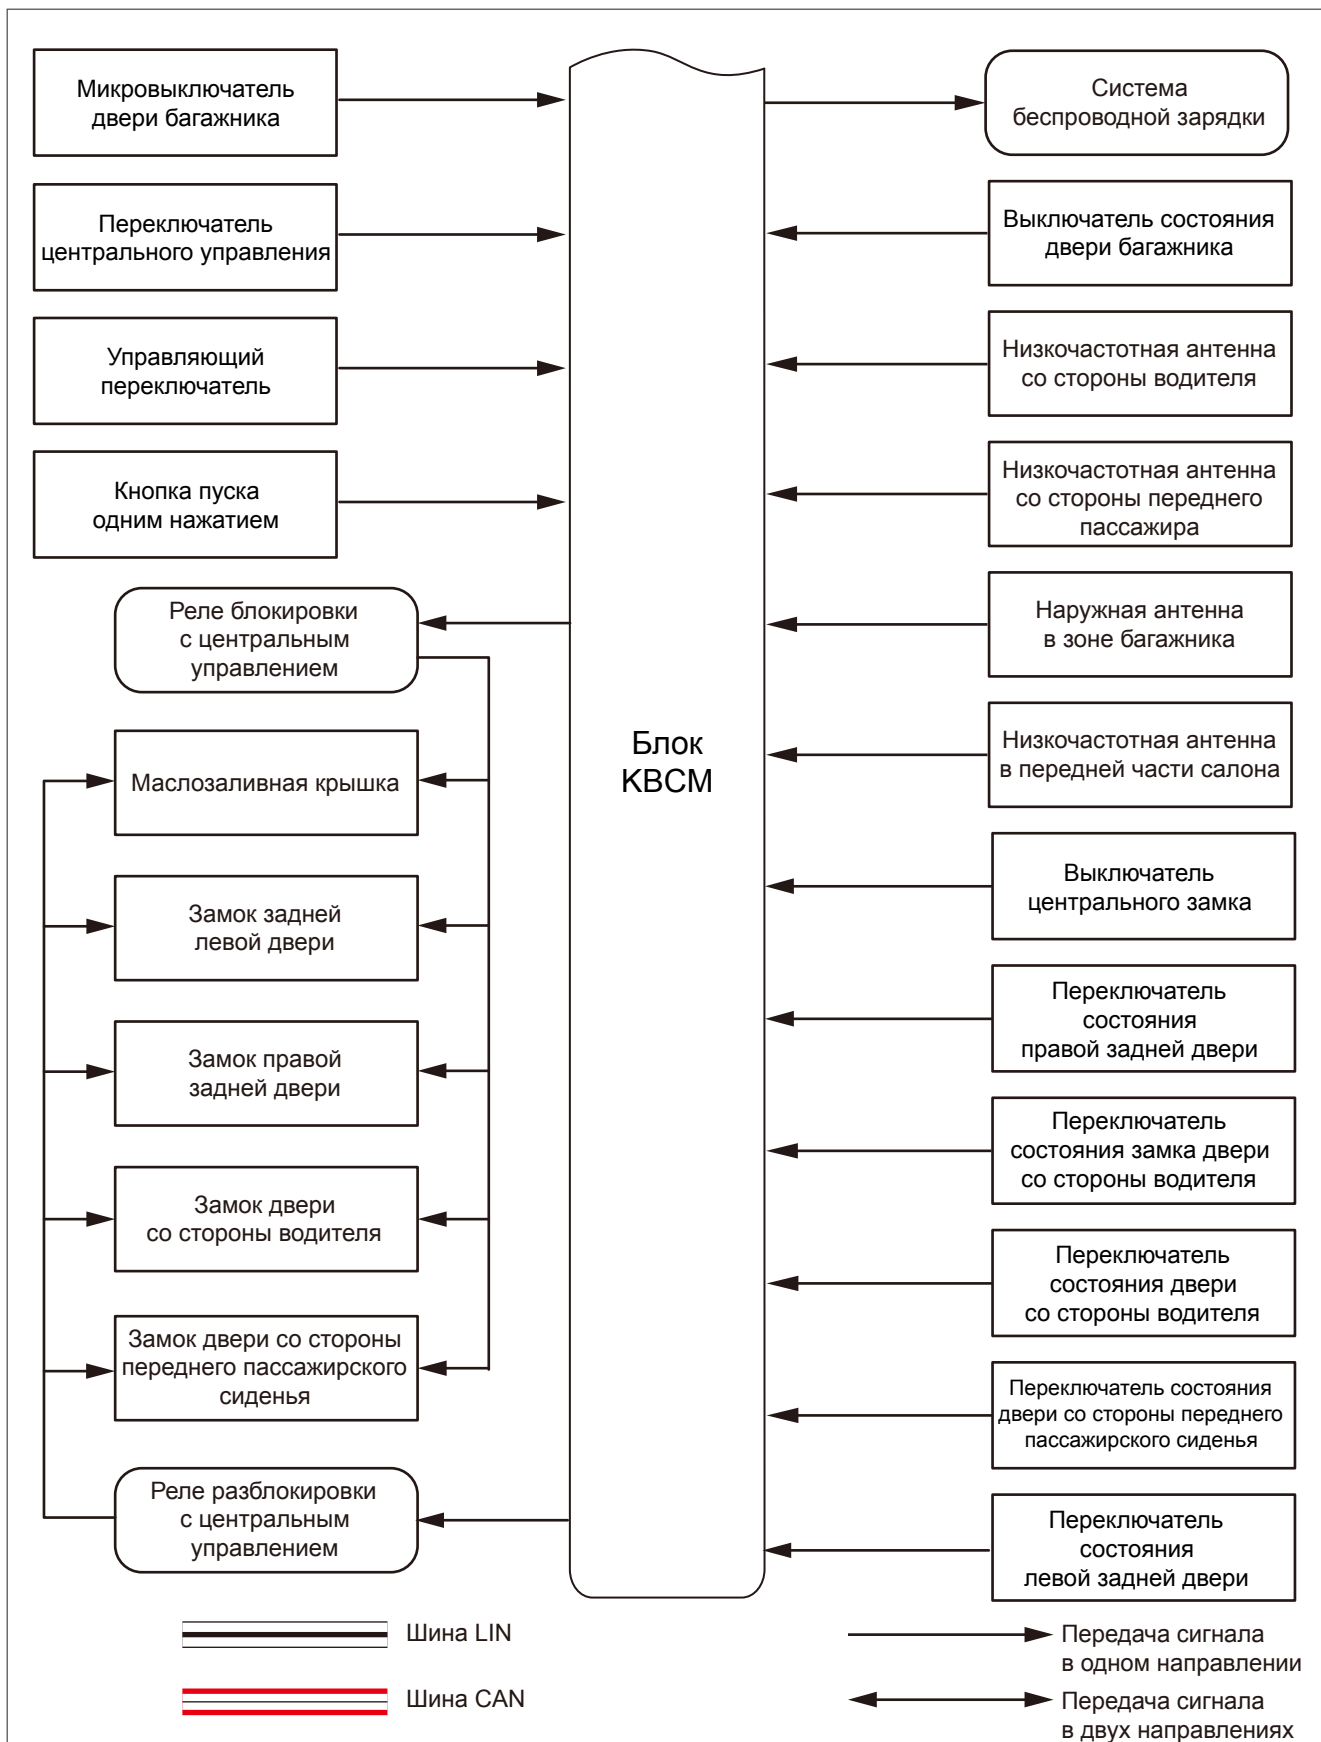 Микровыключатель
двери багажника
Переключатель
центрального управления
Управляющий
переключатель
Кнопка пуска
одним нажатием
Реле блокировки
с центральным
управлением
Маслозаливная крышка
Замок задней
левой двери
Замок правой
задней двери
Замок двери
со стороны водителя
Замок двери со стороны
переднего пассажирского
сиденья
Реле разблокировки
с центральным
управлением
Блок
КВСМ
Система
беспроводной зарядки
Выключатель состояния
двери багажника
Низкочастотная антенна
со стороны водителя
Низкочастотная антенна
со стороны переднего
пассажира
Наружная антенна
в зоне багажника
Низкочастотная антенна
в передней части салона
Выключатель
центрального замка
Переключатель
состояния
правой задней двери
Переключатель
состояния замка двери
со стороны водителя
Переключатель
состояния двери
со стороны водителя
Переключатель состояния
двери со стороны переднего
пассажирского сиденья
Переключатель
состояния
левой задней двери
Шина LIN
Шина CAN
Передача сигнала
в одном направлении
Передача сигнала
в двух направлениях